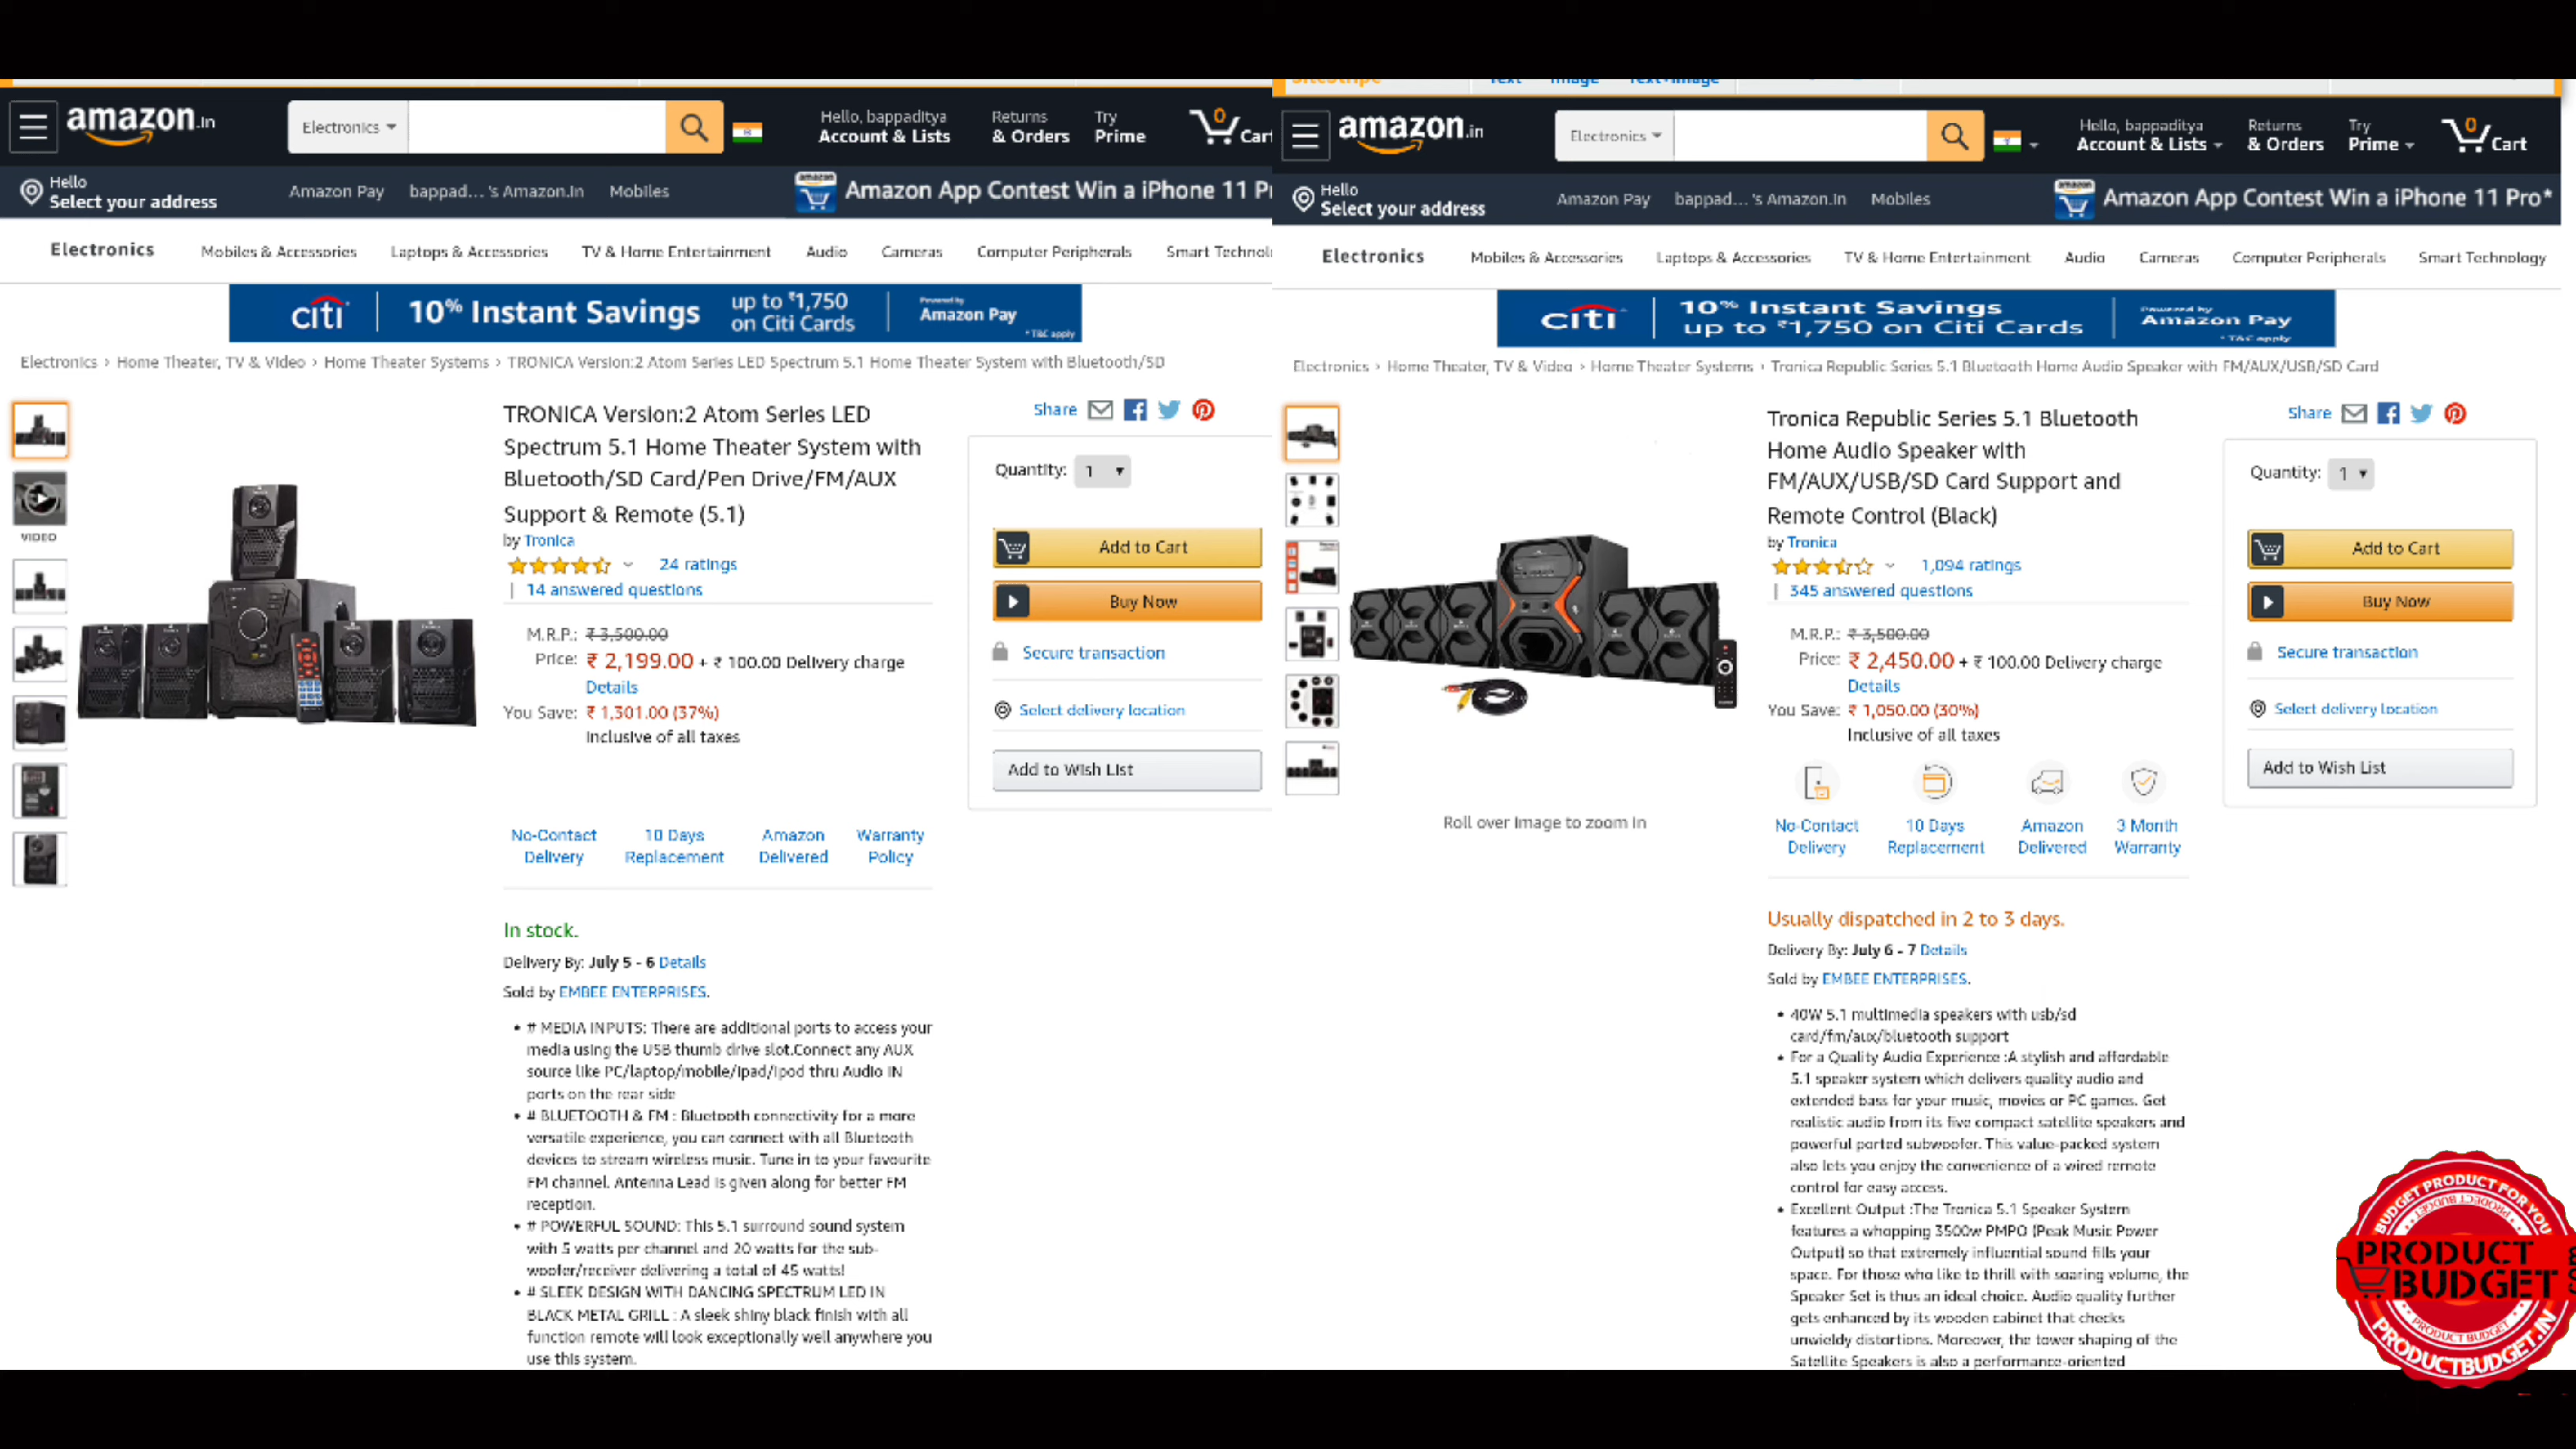 amazon.in
Electronics
Hello, bappaditya
Account & Lists
Returns
& Orders
Try
Prime
0
Cart
Hello
Select your address
Amazon Pay
bappad... 's Amazon.in
Mobiles
Amazon App Contest Win a iPhone 11 P
Electronics
Mobiles & Accessories
Laptops & Accessories
TV & Home Entertainment
Audio
Cameras
Computer Peripherals
Smart Technol
citi
10% Instant Savings
up to ₹1,750
on Citi Cards
Powered by
Amazon Pay
*T&C apply
Electronics › Home Theater, TV & Video › Home Theater Systems › TRONICA Version:2 Atom Series LED Spectrum 5.1 Home Theater System with Bluetooth/SD
VIDEO
TRONICA Version:2 Atom Series LED
Spectrum 5.1 Home Theater System with
Bluetooth/SD Card/Pen Drive/FM/AUX
Support & Remote (5.1)
by Tronica
24 ratings
| 14 answered questions
M.R.P.: ₹ 3,500.00
Price: ₹ 2,199.00 + ₹ 100.00 Delivery charge
Details
You Save: ₹ 1,301.00 (37%)
Inclusive of all taxes
No-Contact
Delivery
10 Days
Replacement
Amazon
Delivered
Warranty
Policy
In stock.
Delivery By: July 5 - 6 Details
Sold by EMBEE ENTERPRISES.
• # MEDIA INPUTS: There are additional ports to access your
media using the USB thumb drive slot.Connect any AUX
source like PC/laptop/mobile/ipad/ipod thru Audio IN
ports on the rear side
• # BLUETOOTH & FM : Bluetooth connectivity for a more
versatile experience, you can connect with all Bluetooth
devices to stream wireless music. Tune in to your favourite
FM channel. Antenna Lead is given along for better FM
reception.
• # POWERFUL SOUND: This 5.1 surround sound system
with 5 watts per channel and 20 watts for the sub-
woofer/receiver delivering a total of 45 watts!
• # SLEEK DESIGN WITH DANCING SPECTRUM LED IN
BLACK METAL GRILL : A sleek shiny black finish with all
function remote will look exceptionally well anywhere you
use this system.
Share
Quantity: 1
Add to Cart
Buy Now
Secure transaction
Select delivery location
Add to Wish List
Text
Image
Text+Image
amazon.in
Electronics
Hello, bappaditya
Account & Lists
Returns
& Orders
Try
Prime
0
Cart
Hello
Select your address
Amazon Pay
bappad... 's Amazon.in
Mobiles
Amazon App Contest Win a iPhone 11 Pro*
Electronics
Mobiles & Accessories
Laptops & Accessories
TV & Home Entertainment
Audio
Cameras
Computer Peripherals
Smart Technology
citi
10% Instant Savings
up to ₹1,750 on Citi Cards
Powered by
Amazon Pay
*T&C apply
Electronics › Home Theater, TV & Video › Home Theater Systems › Tronica Republic Series 5.1 Bluetooth Home Audio Speaker with FM/AUX/USB/SD Card
Roll over image to zoom in
Tronica Republic Series 5.1 Bluetooth
Home Audio Speaker with
FM/AUX/USB/SD Card Support and
Remote Control (Black)
by Tronica
1,094 ratings
| 345 answered questions
M.R.P.: ₹ 3,500.00
Price: ₹ 2,450.00 + ₹ 100.00 Delivery charge
Details
You Save: ₹ 1,050.00 (30%)
Inclusive of all taxes
No-Contact
Delivery
10 Days
Replacement
Amazon
Delivered
3 Month
Warranty
Usually dispatched in 2 to 3 days.
Delivery By: July 6 - 7 Details
Sold by EMBEE ENTERPRISES.
• 40W 5.1 multimedia speakers with usb/sd
card/fm/aux/bluetooth support
• For a Quality Audio Experience :A stylish and affordable
5.1 speaker system which delivers quality audio and
extended bass for your music, movies or PC games. Get
realistic audio from its five compact satellite speakers and
powerful ported subwoofer. This value-packed system
also lets you enjoy the convenience of a wired remote
control for easy access.
• Excellent Output :The Tronica 5.1 Speaker System
features a whopping 3500w PMPO (Peak Music Power
Output) so that extremely influential sound fills your
space. For those who like to thrill with soaring volume, the
Speaker Set is thus an ideal choice. Audio quality further
gets enhanced by its wooden cabinet that checks
unwieldy distortions. Moreover, the tower shaping of the
Satellite Speakers is also a performance-oriented
Share
Quantity: 1
Add to Cart
Buy Now
Secure transaction
Select delivery location
Add to Wish List
BUDGET PRODUCT FOR YOU
PRODUCT BUDGET
PRODUCT
BUDGET
.com
PRODUCT BUDGET
PRODUCTBUDGET.IN